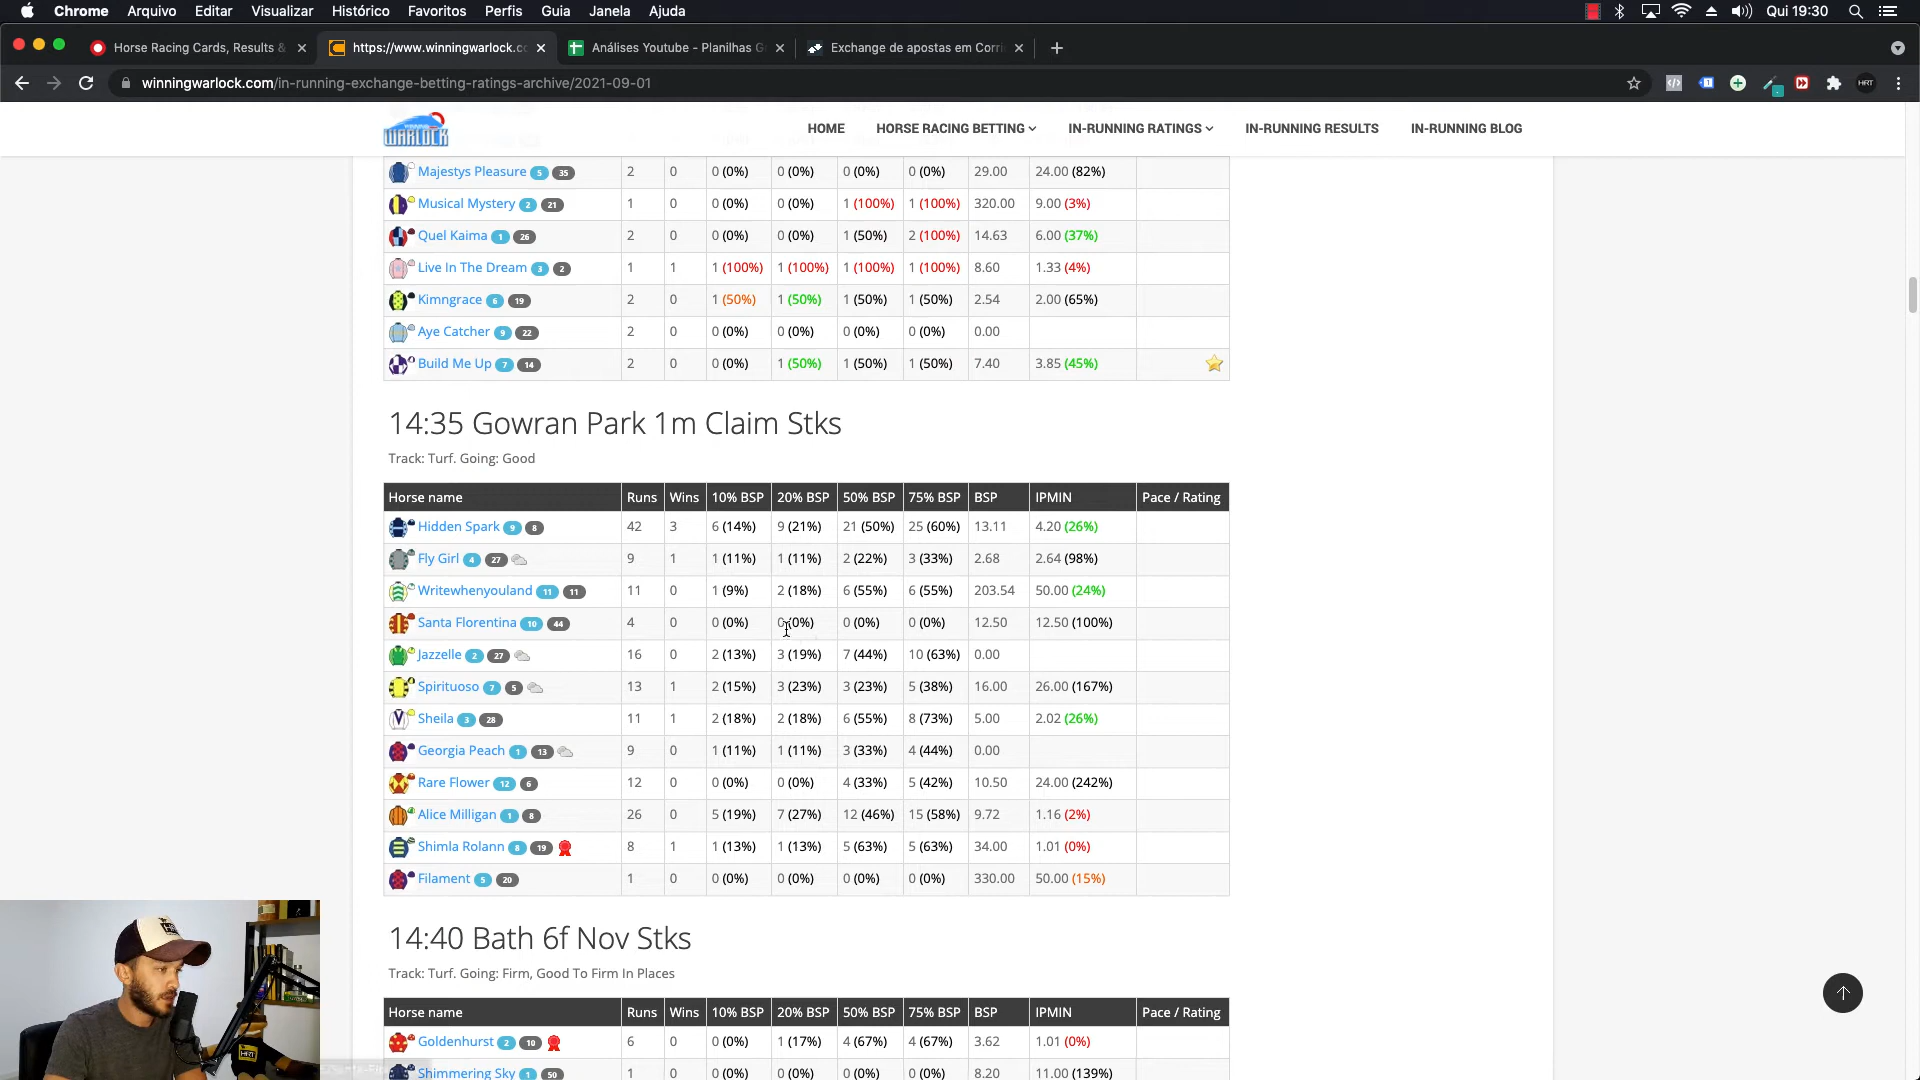 Chrome Arquivo Editar Visualizar Histórico Favoritos Perfis Guia Janela Ajuda Qui 19:30
Horse Racing Cards, Results & https://www.winningwarlock.co Análises Youtube - Planilhas G Exchange de apostas em Corri
winningwarlock.com/in-running-exchange-betting-ratings-archive/2021-09-01
WARLOCK HOME HORSE RACING BETTING IN-RUNNING RATINGS IN-RUNNING RESULTS IN-RUNNING BLOG
Majestys Pleasure 5 35 2 0 0 (0%) 0 (0%) 0 (0%) 0 (0%) 29.00 24.00 (82%)
Musical Mystery 2 21 1 0 0 (0%) 0 (0%) 1 (100%) 1 (100%) 320.00 9.00 (3%)
Quel Kaima 1 26 2 0 0 (0%) 0 (0%) 1 (50%) 2 (100%) 14.63 6.00 (37%)
Live In The Dream 3 2 1 1 1 (100%) 1 (100%) 1 (100%) 1 (100%) 8.60 1.33 (4%)
Kimngrace 6 19 2 0 1 (50%) 1 (50%) 1 (50%) 1 (50%) 2.54 2.00 (65%)
Aye Catcher 9 22 2 0 0 (0%) 0 (0%) 0 (0%) 0 (0%) 0.00
Build Me Up 7 14 2 0 0 (0%) 1 (50%) 1 (50%) 1 (50%) 7.40 3.85 (45%)
14:35 Gowran Park 1m Claim Stks
Track: Turf. Going: Good
Horse name Runs Wins 10% BSP 20% BSP 50% BSP 75% BSP BSP IPMIN Pace / Rating
Hidden Spark 9 8 42 3 6 (14%) 9 (21%) 21 (50%) 25 (60%) 13.11 4.20 (26%)
Fly Girl 4 27 9 1 1 (11%) 1 (11%) 2 (22%) 3 (33%) 2.68 2.64 (98%)
Writewhenyouland 11 11 11 0 1 (9%) 2 (18%) 6 (55%) 6 (55%) 203.54 50.00 (24%)
Santa Florentina 10 44 4 0 0 (0%) 0 (0%) 0 (0%) 0 (0%) 12.50 12.50 (100%)
Jazzelle 2 27 16 0 2 (13%) 3 (19%) 7 (44%) 10 (63%) 0.00
Spirituoso 7 5 13 1 2 (15%) 3 (23%) 3 (23%) 5 (38%) 16.00 26.00 (167%)
Sheila 3 28 11 1 2 (18%) 2 (18%) 6 (55%) 8 (73%) 5.00 2.02 (26%)
Georgia Peach 1 13 9 0 1 (11%) 1 (11%) 3 (33%) 4 (44%) 0.00
Rare Flower 12 6 12 0 0 (0%) 0 (0%) 4 (33%) 5 (42%) 10.50 24.00 (242%)
Alice Milligan 1 8 26 0 5 (19%) 7 (27%) 12 (46%) 15 (58%) 9.72 1.16 (2%)
Shimla Rolann 8 19 8 1 1 (13%) 1 (13%) 5 (63%) 5 (63%) 34.00 1.01 (0%)
Filament 5 20 1 0 0 (0%) 0 (0%) 0 (0%) 0 (0%) 330.00 50.00 (15%)
14:40 Bath 6f Nov Stks
Track: Turf. Going: Firm, Good To Firm In Places
Horse name Runs Wins 10% BSP 20% BSP 50% BSP 75% BSP BSP IPMIN Pace / Rating
Goldenhurst 2 10 6 0 0 (0%) 1 (17%) 4 (67%) 4 (67%) 3.62 1.01 (0%)
Shimmering Sky 1 50 1 0 0 (0%) 0 (0%) 0 (0%) 0 (0%) 8.20 11.00 (139%)
HRT